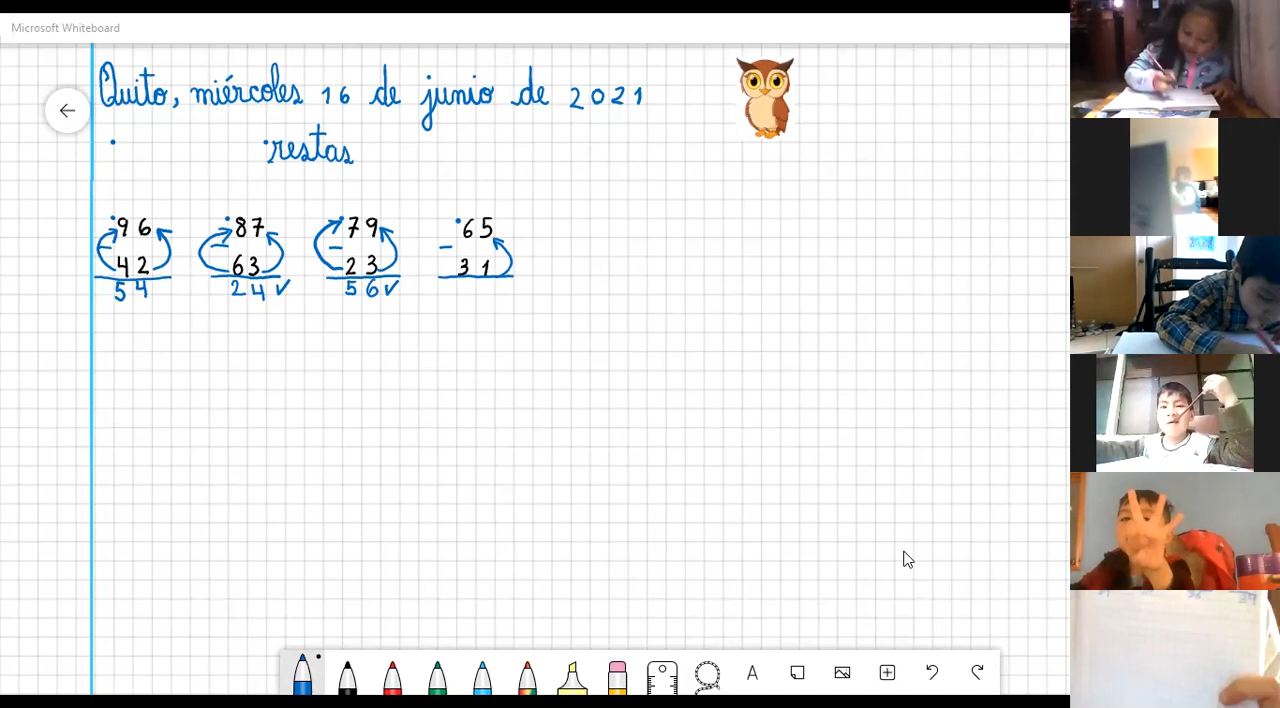 Microsoft Whiteboard
Quito, miércoles 16 de junio de 2021
restas
96 87 79 65
- - - -
42 63 23 31
54 24✓ 56✓
A